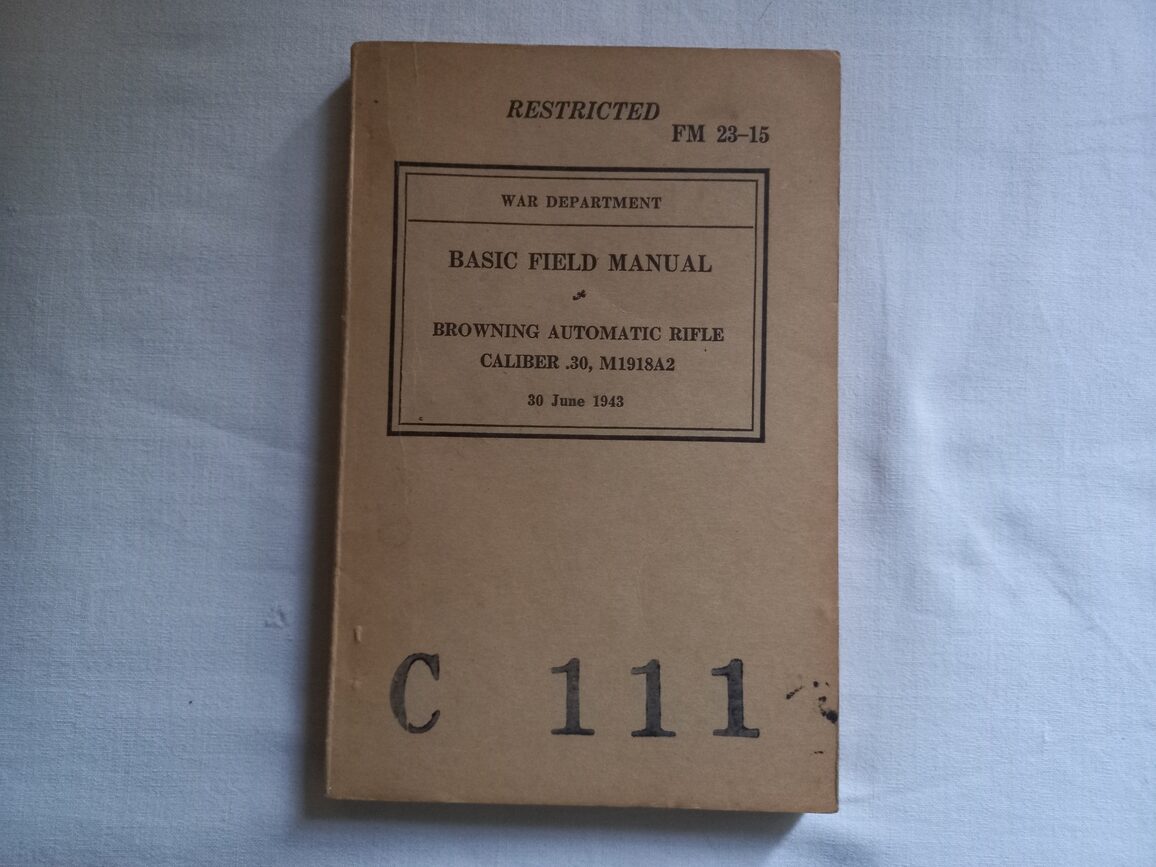 RESTRICTED
FM 23–15
WAR DEPARTMENT
BASIC FIELD MANUAL
BROWNING AUTOMATIC RIFLE
CALIBER .30, M1918A2
30 June 1943
C 111